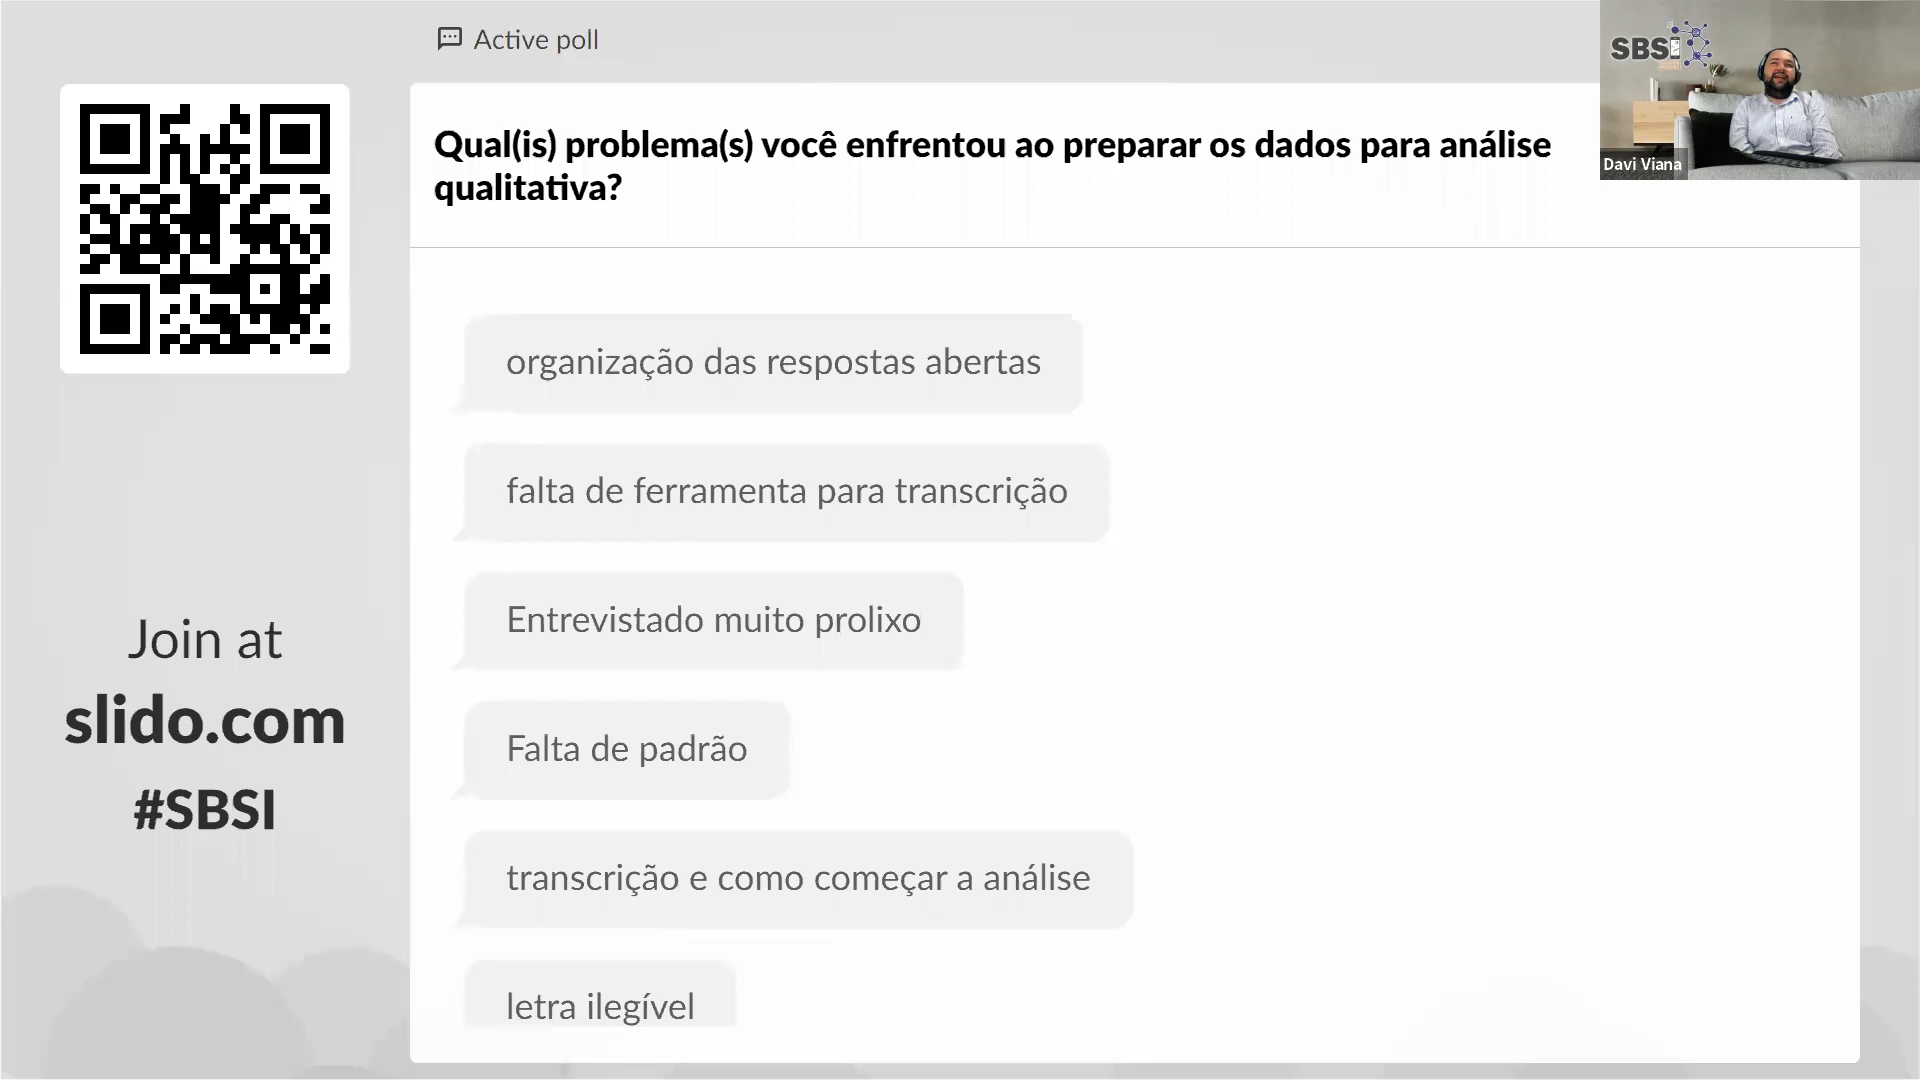 Active poll
SBSI
Davi Viana
Qual(is) problema(s) você enfrentou ao preparar os dados para análise
qualitativa?
organização das respostas abertas
falta de ferramenta para transcrição
Entrevistado muito prolixo
Falta de padrão
transcrição e como começar a análise
letra ilegível
Join at
slido.com
#SBSI